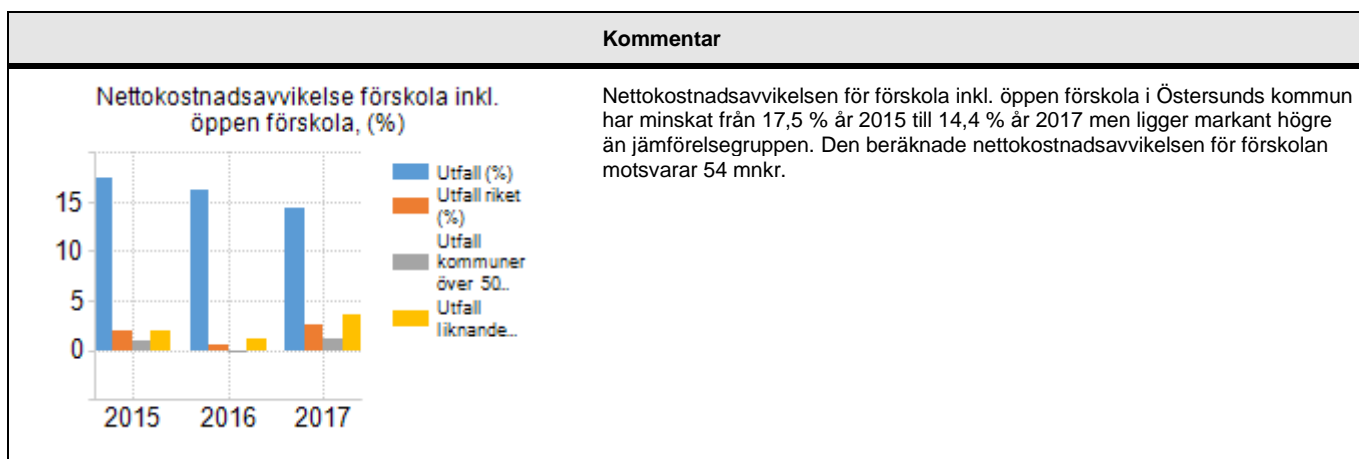 Kommentar
Nettokostnadsavvikelse förskola inkl.
öppen förskola, (%)
15
10
5
0
2015 2016 2017
Utfall (%)
Utfall riket
(%)
Utfall
kommuner
över 50..
Utfall
liknande..
Nettokostnadsavvikelsen för förskola inkl. öppen förskola i Östersunds kommun
har minskat från 17,5 % år 2015 till 14,4 % år 2017 men ligger markant högre
än jämförelsegruppen. Den beräknade nettokostnadsavvikelsen för förskolan
motsvarar 54 mnkr.